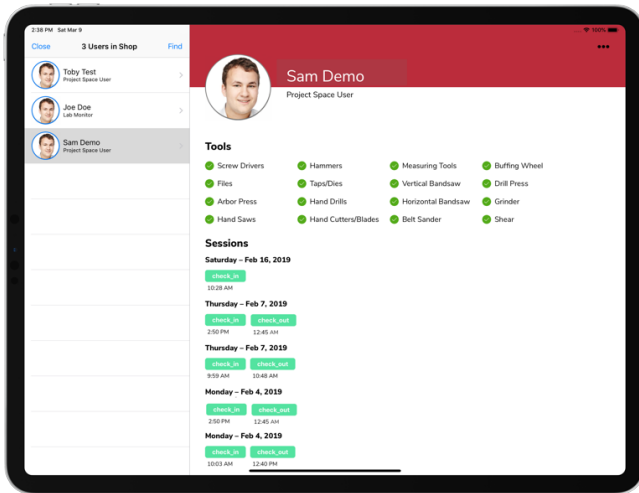 2:38 PM Sat Mar 9
100%
Close 3 Users in Shop Find
Toby Test
Project Space User
Joe Doe
Lab Monitor
Sam Demo
Project Space User
Sam Demo
Project Space User
Tools
Screw Drivers Hammers Measuring Tools Buffing Wheel
Files Taps/Dies Vertical Bandsaw Drill Press
Arbor Press Hand Drills Horizontal Bandsaw Grinder
Hand Saws Hand Cutters/Blades Belt Sander Shear
Sessions
Saturday – Feb 16, 2019
check_in
10:28 AM
Thursday – Feb 7, 2019
check_in check_out
2:50 PM 12:45 AM
Thursday – Feb 7, 2019
check_in check_out
9:59 AM 10:48 AM
Monday – Feb 4, 2019
check_in check_out
2:50 PM 12:45 AM
Monday – Feb 4, 2019
check_in check_out
10:03 AM 12:40 PM